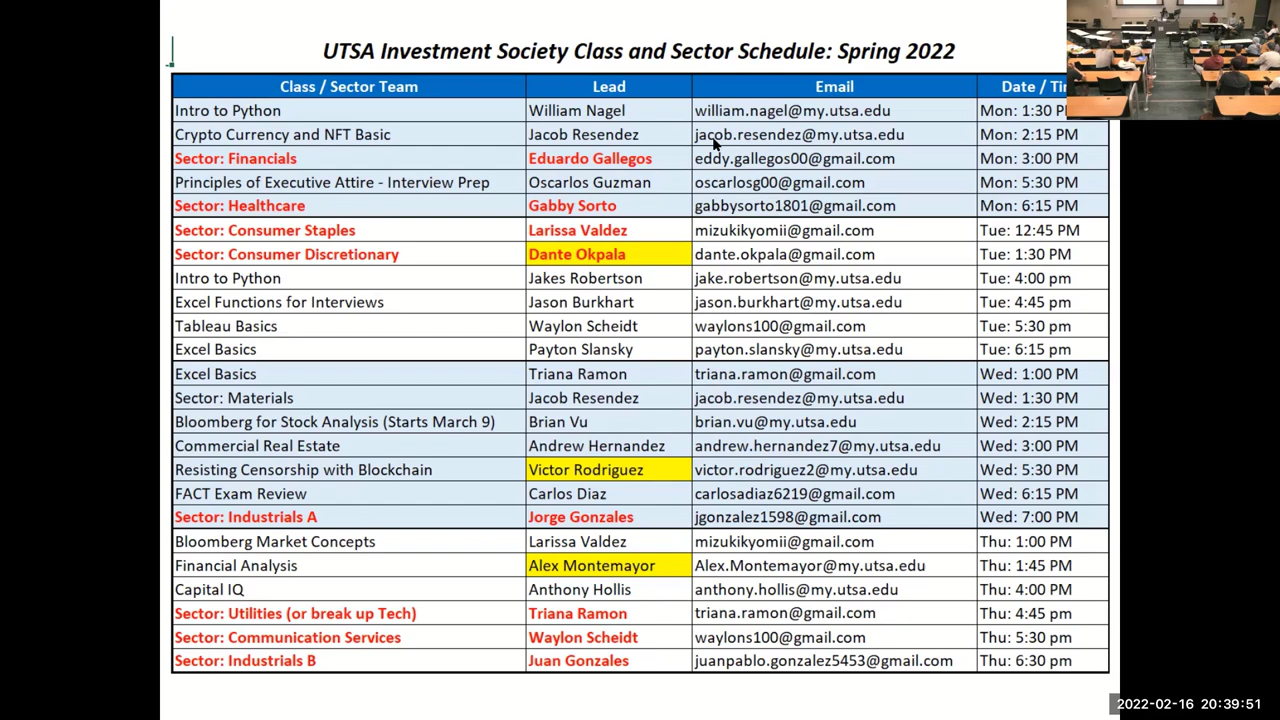 UTSA Investment Society Class and Sector Schedule: Spring 2022
Class / Sector Team Lead Email Date / Ti
Intro to Python William Nagel william.nagel@my.utsa.edu Mon: 1:30 PM
Crypto Currency and NFT Basic Jacob Resendez jacob.resendez@my.utsa.edu Mon: 2:15 PM
Sector: Financials Eduardo Gallegos eddy.gallegos00@gmail.com Mon: 3:00 PM
Principles of Executive Attire - Interview Prep Oscarlos Guzman oscarlosg00@gmail.com Mon: 5:30 PM
Sector: Healthcare Gabby Sorto gabbysorto1801@gmail.com Mon: 6:15 PM
Sector: Consumer Staples Larissa Valdez mizukikyomii@gmail.com Tue: 12:45 PM
Sector: Consumer Discretionary Dante Okpala dante.okpala@gmail.com Tue: 1:30 PM
Intro to Python Jakes Robertson jake.robertson@my.utsa.edu Tue: 4:00 pm
Excel Functions for Interviews Jason Burkhart jason.burkhart@my.utsa.edu Tue: 4:45 pm
Tableau Basics Waylon Scheidt waylons100@gmail.com Tue: 5:30 pm
Excel Basics Payton Slansky payton.slansky@my.utsa.edu Tue: 6:15 pm
Excel Basics Triana Ramon triana.ramon@gmail.com Wed: 1:00 PM
Sector: Materials Jacob Resendez jacob.resendez@my.utsa.edu Wed: 1:30 PM
Bloomberg for Stock Analysis (Starts March 9) Brian Vu brian.vu@my.utsa.edu Wed: 2:15 PM
Commercial Real Estate Andrew Hernandez andrew.hernandez7@my.utsa.edu Wed: 3:00 PM
Resisting Censorship with Blockchain Victor Rodriguez victor.rodriguez2@my.utsa.edu Wed: 5:30 PM
FACT Exam Review Carlos Diaz carlosadiaz6219@gmail.com Wed: 6:15 PM
Sector: Industrials A Jorge Gonzales jgonzalez1598@gmail.com Wed: 7:00 PM
Bloomberg Market Concepts Larissa Valdez mizukikyomii@gmail.com Thu: 1:00 PM
Financial Analysis Alex Montemayor Alex.Montemayor@my.utsa.edu Thu: 1:45 PM
Capital IQ Anthony Hollis anthony.hollis@my.utsa.edu Thu: 4:00 PM
Sector: Utilities (or break up Tech) Triana Ramon triana.ramon@gmail.com Thu: 4:45 pm
Sector: Communication Services Waylon Scheidt waylons100@gmail.com Thu: 5:30 pm
Sector: Industrials B Juan Gonzales juanpablo.gonzalez5453@gmail.com Thu: 6:30 pm
2022-02-16 20:39:51